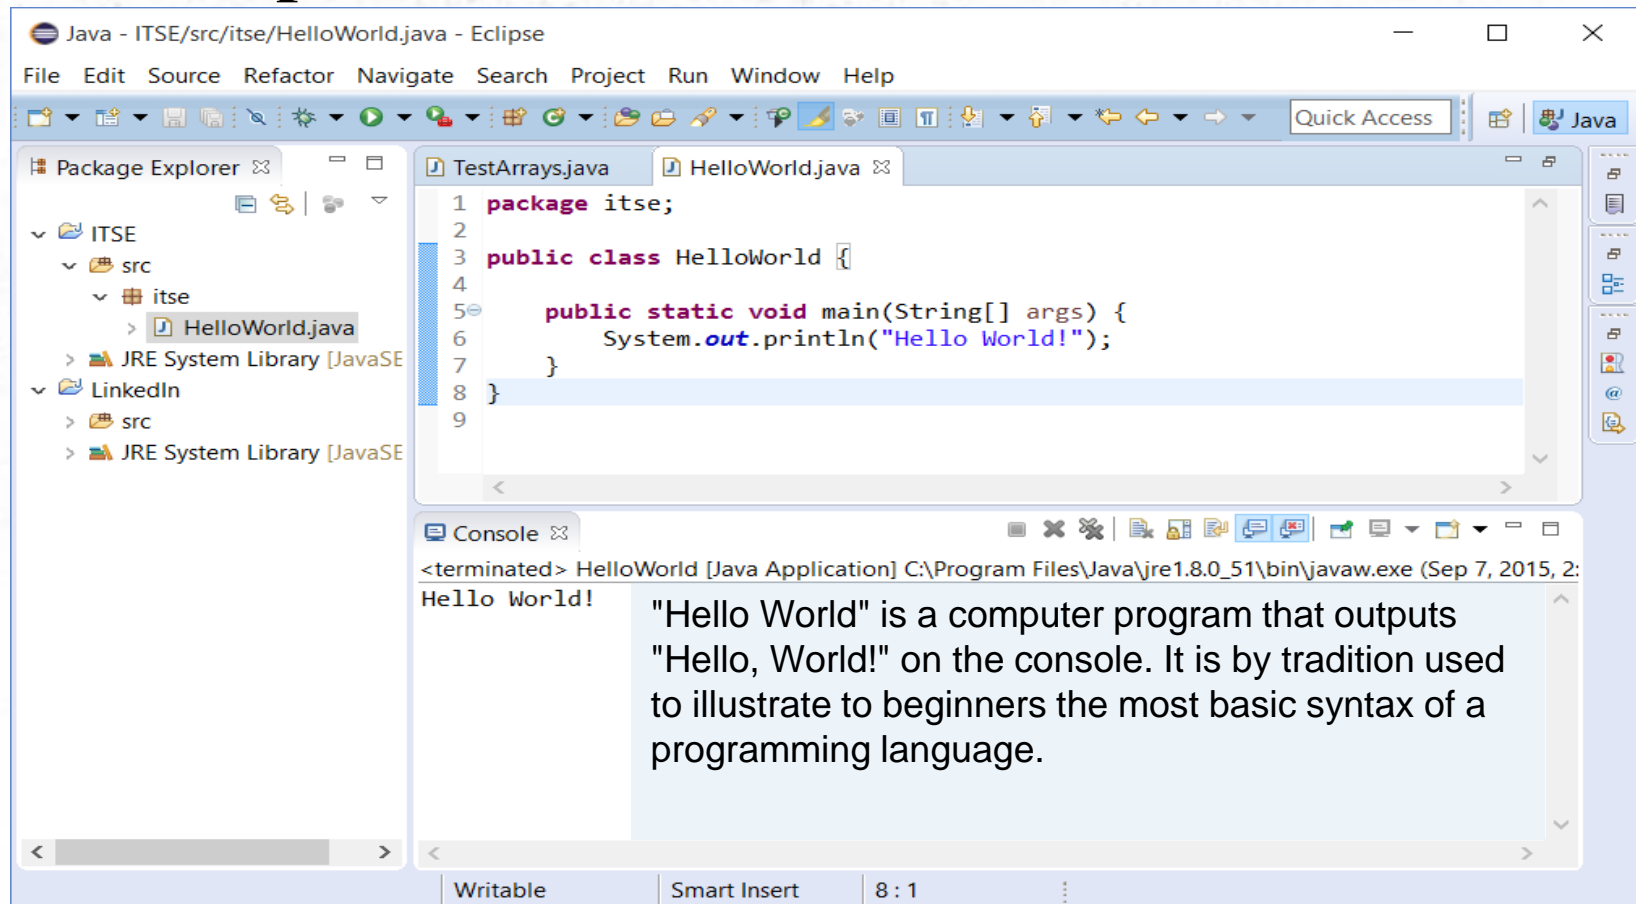 Java - ITSE/src/itse/HelloWorld.java - Eclipse
File Edit Source Refactor Navigate Search Project Run Window Help
Quick Access
Java
Package Explorer
ITSE
src
itse
HelloWorld.java
JRE System Library [JavaSE
LinkedIn
src
JRE System Library [JavaSE
TestArrays.java HelloWorld.java
1 package itse;
2
3 public class HelloWorld {
4
5 public static void main(String[] args) {
6 System.out.println("Hello World!");
7 }
8 }
9
Console
<terminated> HelloWorld [Java Application] C:\Program Files\Java\jre1.8.0_51\bin\javaw.exe (Sep 7, 2015, 2:
Hello World!
"Hello World" is a computer program that outputs
"Hello, World!" on the console. It is by tradition used
to illustrate to beginners the most basic syntax of a
programming language.
Writable Smart Insert 8 : 1